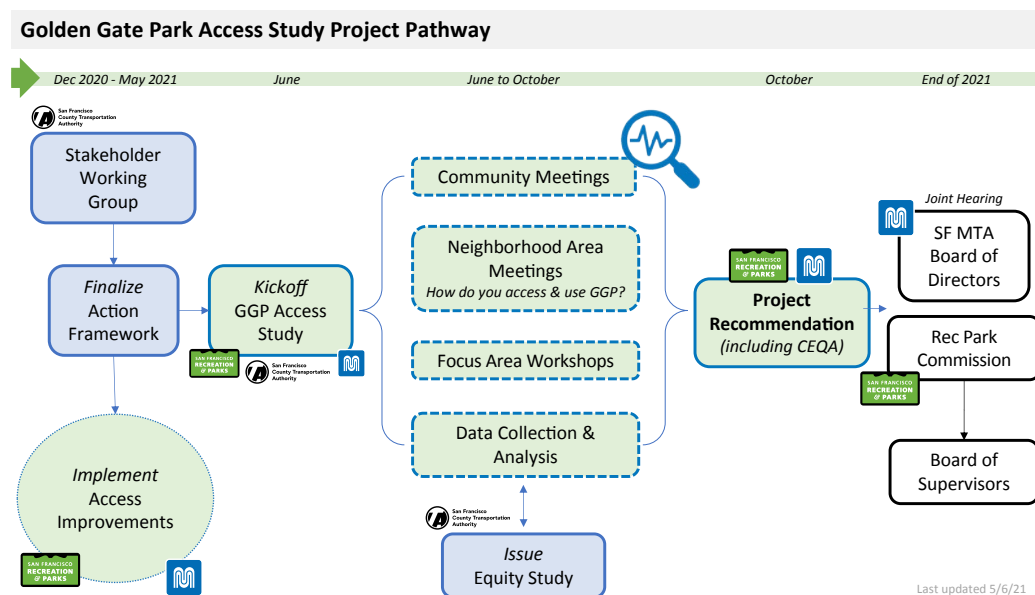 Golden Gate Park Access Study Project Pathway
Dec 2020 - May 2021
June
June to October
October
End of 2021
San Francisco
County Transportation
Authority
Stakeholder
Working
Group
Finalize
Action
Framework
Implement
Access
Improvements
SAN FRANCISCO
RECREATION
& PARKS
Kickoff
GGP Access
Study
SAN FRANCISCO
RECREATION
& PARKS
San Francisco
County Transportation
Authority
Community Meetings
Neighborhood Area
Meetings
How do you access & use GGP?
Focus Area Workshops
Data Collection &
Analysis
San Francisco
County Transportation
Authority
Issue
Equity Study
SAN FRANCISCO
RECREATION
& PARKS
Project
Recommendation
(including CEQA)
Joint Hearing
SF MTA
Board of
Directors
Rec Park
Commission
SAN FRANCISCO
RECREATION
& PARKS
Board of
Supervisors
Last updated 5/6/21